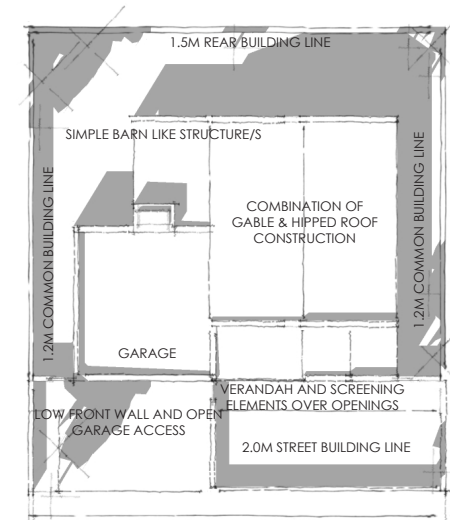 1.5M REAR BUILDING LINE
SIMPLE BARN LIKE STRUCTURE/S
1.2M COMMON BUILDING LINE
COMBINATION OF
GABLE & HIPPED ROOF
CONSTRUCTION
1.2M COMMON BUILDING LINE
GARAGE
VERANDAH AND SCREENING
ELEMENTS OVER OPENINGS
LOW FRONT WALL AND OPEN
GARAGE ACCESS
2.0M STREET BUILDING LINE